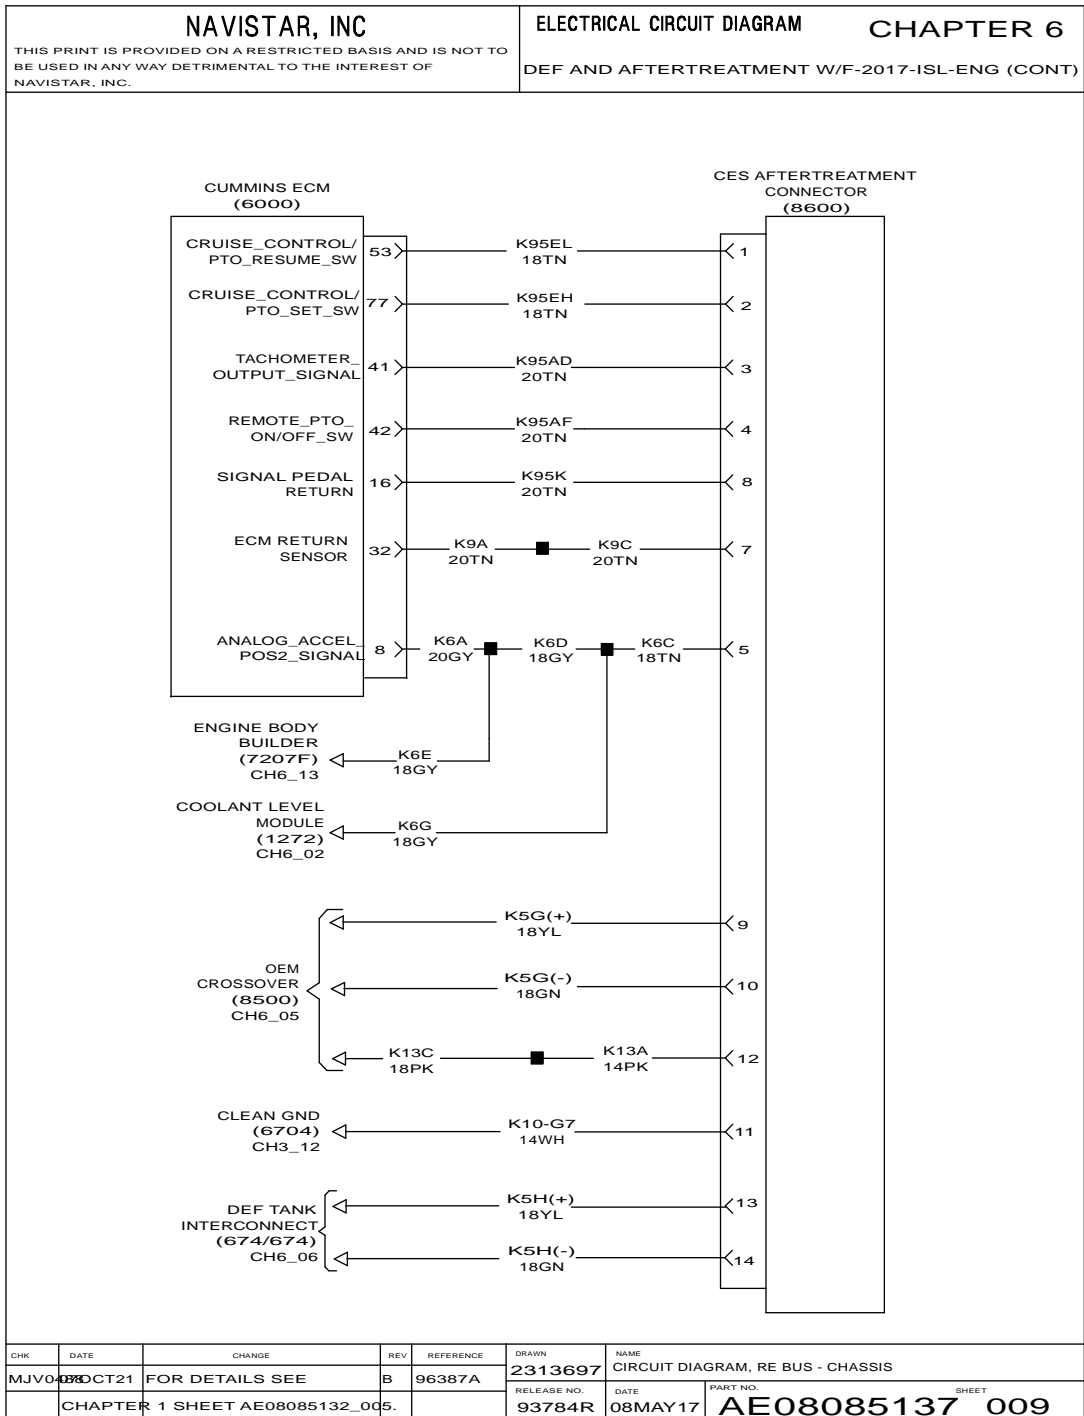 NAVISTAR, INC
THIS PRINT IS PROVIDED ON A RESTRICTED BASIS AND IS NOT TO
BE USED IN ANY WAY DETRIMENTAL TO THE INTEREST OF
NAVISTAR, INC.
ELECTRICAL CIRCUIT DIAGRAM
CHAPTER 6
DEF AND AFTERTREATMENT W/F-2017-ISL-ENG (CONT)
CUMMINS ECM
(6000)
CES AFTERTREATMENT
CONNECTOR
(8600)
CRUISE_CONTROL/
PTO_RESUME_SW
53
K95EL
18TN
1
CRUISE_CONTROL/
PTO_SET_SW
77
K95EH
18TN
2
TACHOMETER_
OUTPUT_SIGNAL
41
K95AD
20TN
3
REMOTE_PTO_
ON/OFF_SW
42
K95AF
20TN
4
SIGNAL PEDAL
RETURN
16
K95K
20TN
8
ECM RETURN
SENSOR
32
K9A
20TN
K9C
20TN
7
ANALOG_ACCEL_
POS2_SIGNAL
8
K6A
20GY
K6D
18GY
K6C
18TN
5
ENGINE BODY
BUILDER
(7207F)
CH6_13
K6E
18GY
COOLANT LEVEL
MODULE
(1272)
CH6_02
K6G
18GY
OEM
CROSSOVER
(8500)
CH6_05
K5G(+)
18YL
9
K5G(-)
18GN
10
K13C
18PK
K13A
14PK
12
CLEAN GND
(6704)
CH3_12
K10-G7
14WH
11
DEF TANK
INTERCONNECT
(674/674)
CH6_06
K5H(+)
18YL
13
K5H(-)
18GN
14
CHK DATE CHANGE REV REFERENCE
07OCT21 FOR DETAILS SEE B 96387A
CHAPTER 1 SHEET AE08085132_005.
DRAWN
2313697
NAME
CIRCUIT DIAGRAM, RE BUS - CHASSIS
RELEASE NO.
93784R
DATE
08MAY17
PART NO.
AE08085137
SHEET
009